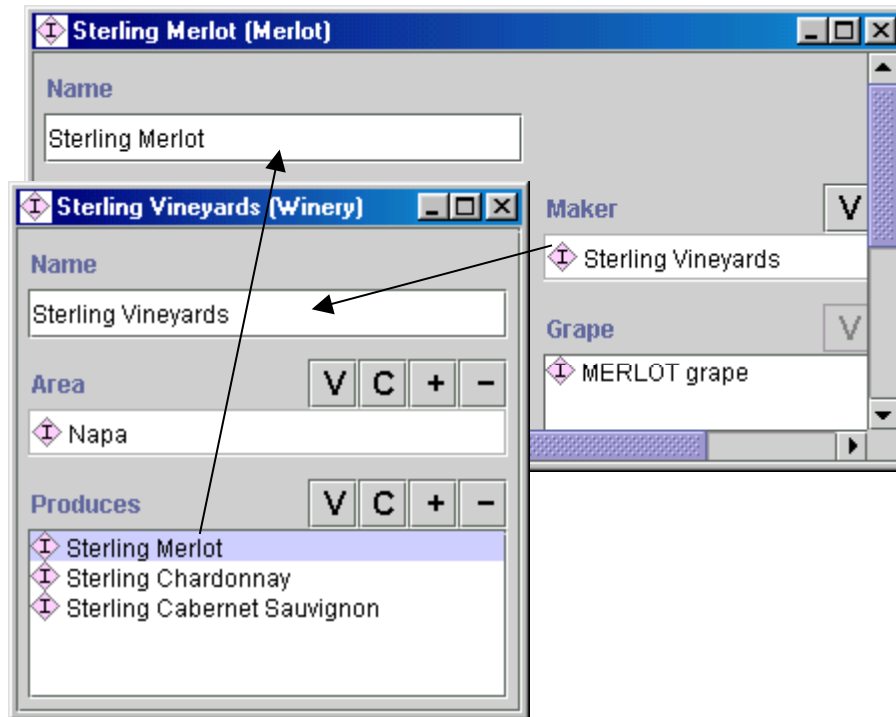 Sterling Merlot (Merlot)
Name
Sterling Merlot
Maker
V
Sterling Vineyards
Grape
V
MERLOT grape
Sterling Vineyards (Winery)
Name
Sterling Vineyards
Area
V C + −
Napa
Produces
V C + −
Sterling Merlot
Sterling Chardonnay
Sterling Cabernet Sauvignon